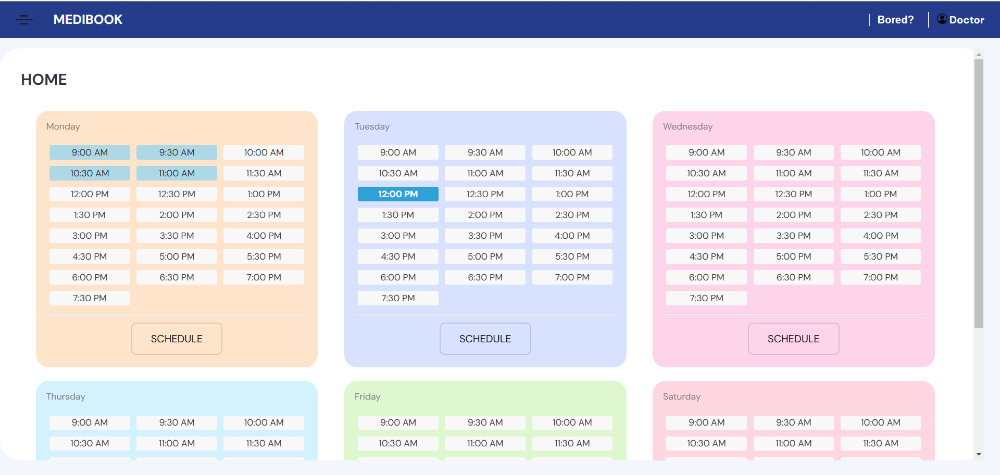 MEDIBOOK
Bored?
Doctor
HOME
Monday
9:00 AM 9:30 AM 10:00 AM
10:30 AM 11:00 AM 11:30 AM
12:00 PM 12:30 PM 1:00 PM
1:30 PM 2:00 PM 2:30 PM
3:00 PM 3:30 PM 4:00 PM
4:30 PM 5:00 PM 5:30 PM
6:00 PM 6:30 PM 7:00 PM
7:30 PM
SCHEDULE
Tuesday
9:00 AM 9:30 AM 10:00 AM
10:30 AM 11:00 AM 11:30 AM
12:00 PM 12:30 PM 1:00 PM
1:30 PM 2:00 PM 2:30 PM
3:00 PM 3:30 PM 4:00 PM
4:30 PM 5:00 PM 5:30 PM
6:00 PM 6:30 PM 7:00 PM
7:30 PM
SCHEDULE
Wednesday
9:00 AM 9:30 AM 10:00 AM
10:30 AM 11:00 AM 11:30 AM
12:00 PM 12:30 PM 1:00 PM
1:30 PM 2:00 PM 2:30 PM
3:00 PM 3:30 PM 4:00 PM
4:30 PM 5:00 PM 5:30 PM
6:00 PM 6:30 PM 7:00 PM
7:30 PM
SCHEDULE
Thursday
9:00 AM 9:30 AM 10:00 AM
10:30 AM 11:00 AM 11:30 AM
Friday
9:00 AM 9:30 AM 10:00 AM
10:30 AM 11:00 AM 11:30 AM
Saturday
9:00 AM 9:30 AM 10:00 AM
10:30 AM 11:00 AM 11:30 AM